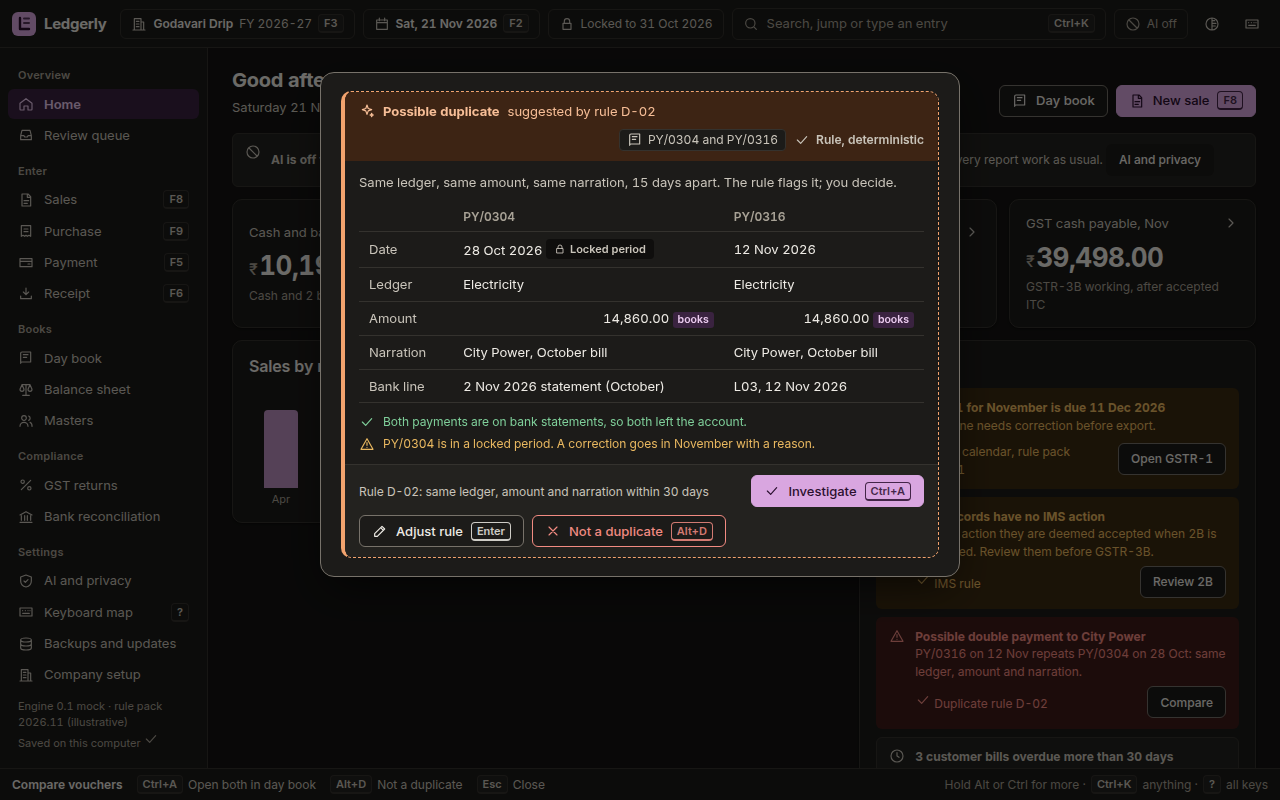 Ledgerly
Godavari Drip FY 2026-27 F3
Sat, 21 Nov 2026 F2
Locked to 31 Oct 2026
Search, jump or type an entry Ctrl+K
AI off
Overview
Home
Review queue
Enter
Sales F8
Purchase F9
Payment F5
Receipt F6
Books
Day book
Balance sheet
Masters
Compliance
GST returns
Bank reconciliation
Settings
AI and privacy
Keyboard map ?
Backups and updates
Company setup
Engine 0.1 mock · rule pack
2026.11 (illustrative)
Saved on this computer
Good afte
Saturday 21 N
Day book
New sale F8
AI is off
very report work as usual. AI and privacy
Cash and ba
₹10,19
Cash and 2 b
GST cash payable, Nov
₹39,498.00
GSTR-3B working, after accepted
ITC
Sales by
Apr
Possible duplicate suggested by rule D-02
PY/0304 and PY/0316 Rule, deterministic
Same ledger, same amount, same narration, 15 days apart. The rule flags it; you decide.
PY/0304 PY/0316
Date 28 Oct 2026 Locked period 12 Nov 2026
Ledger Electricity Electricity
Amount 14,860.00 books 14,860.00 books
Narration City Power, October bill City Power, October bill
Bank line 2 Nov 2026 statement (October) L03, 12 Nov 2026
Both payments are on bank statements, so both left the account.
PY/0304 is in a locked period. A correction goes in November with a reason.
Rule D-02: same ledger, amount and narration within 30 days
Investigate Ctrl+A
Adjust rule Enter
Not a duplicate Alt+D
1 for November is due 11 Dec 2026
ne needs correction before export.
calendar, rule pack
1
Open GSTR-1
cords have no IMS action
action they are deemed accepted when 2B is
ed. Review them before GSTR-3B.
IMS rule
Review 2B
Possible double payment to City Power
PY/0316 on 12 Nov repeats PY/0304 on 28 Oct: same
ledger, amount and narration.
Duplicate rule D-02
Compare
3 customer bills overdue more than 30 days
Compare vouchers Ctrl+A Open both in day book Alt+D Not a duplicate Esc Close
Hold Alt or Ctrl for more · Ctrl+K anything · ? all keys